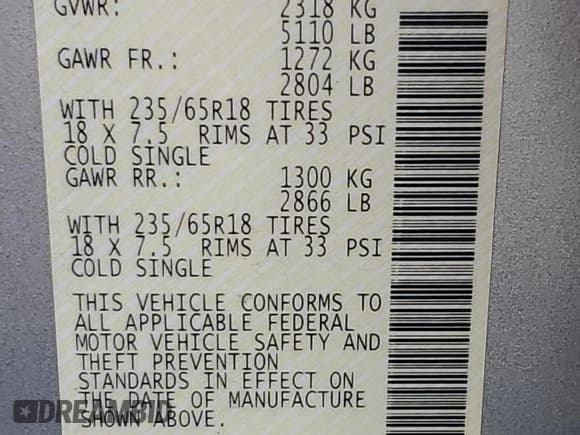 GVWR: 2318 KG
5110 LB
GAWR FR.: 1272 KG
2804 LB
WITH 235/65R18 TIRES
18 X 7.5 RIMS AT 33 PSI
COLD SINGLE
GAWR RR.: 1300 KG
2866 LB
WITH 235/65R18 TIRES
18 X 7.5 RIMS AT 33 PSI
COLD SINGLE
THIS VEHICLE CONFORMS TO
ALL APPLICABLE FEDERAL
MOTOR VEHICLE SAFETY AND
THEFT PREVENTION
STANDARDS IN EFFECT ON
THE DATE OF MANUFACTURE
SHOWN ABOVE.
DREAMBID